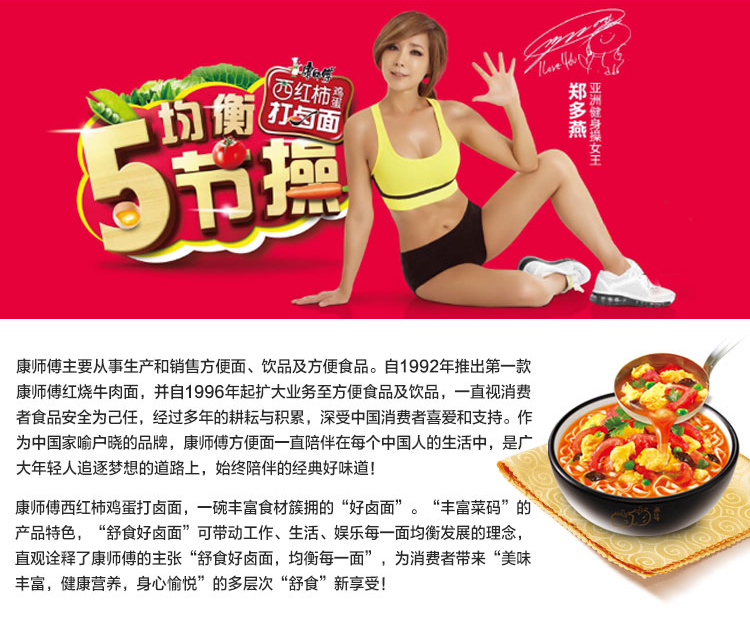 康师傅
西红柿鸡蛋
打卤面
均衡
5节操
I Love You
亚洲健身操女王
郑多燕
康师傅主要从事生产和销售方便面、饮品及方便食品。自1992年推出第一款
康师傅红烧牛肉面，并自1996年起扩大业务至方便食品及饮品，一直视消费
者食品安全为己任，经过多年的耕耘与积累，深受中国消费者喜爱和支持。作
为中国家喻户晓的品牌，康师傅方便面一直陪伴在每个中国人的生活中，是广
大年轻人追逐梦想的道路上，始终陪伴的经典好味道！
康师傅西红柿鸡蛋打卤面，一碗丰富食材簇拥的“好卤面”。“丰富菜码”的
产品特色，“舒食好卤面”可带动工作、生活、娱乐每一面均衡发展的理念，
直观诠释了康师傅的主张“舒食好卤面，均衡每一面”，为消费者带来“美味
丰富，健康营养，身心愉悦”的多层次“舒食”新享受！